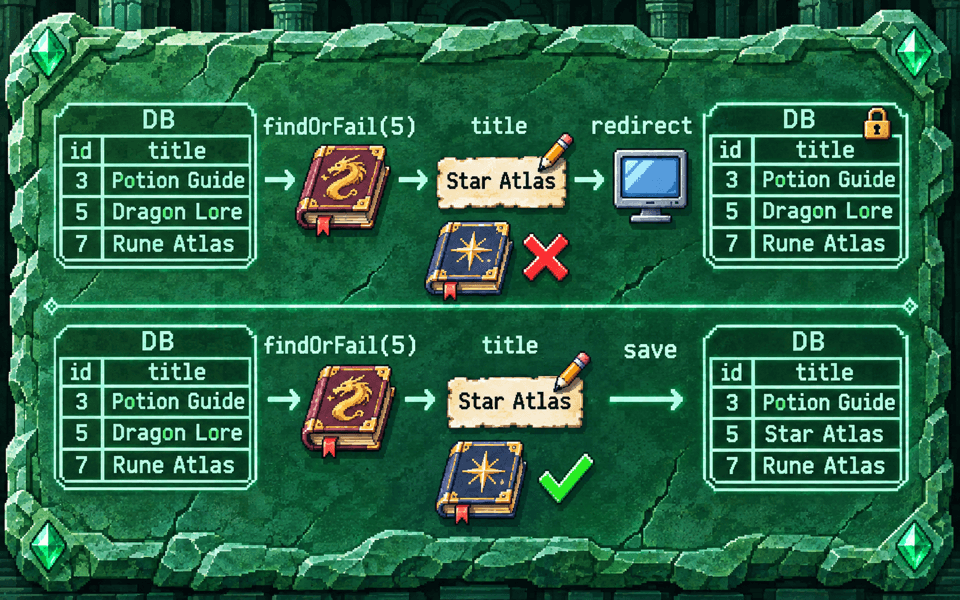 DB
id title
3 Potion Guide
5 Dragon Lore
7 Rune Atlas
findOrFail(5)
title
Star Atlas
redirect
DB
id title
3 Potion Guide
5 Dragon Lore
7 Rune Atlas
DB
id title
3 Potion Guide
5 Dragon Lore
7 Rune Atlas
findOrFail(5)
title
Star Atlas
save
DB
id title
3 Potion Guide
5 Star Atlas
7 Rune Atlas